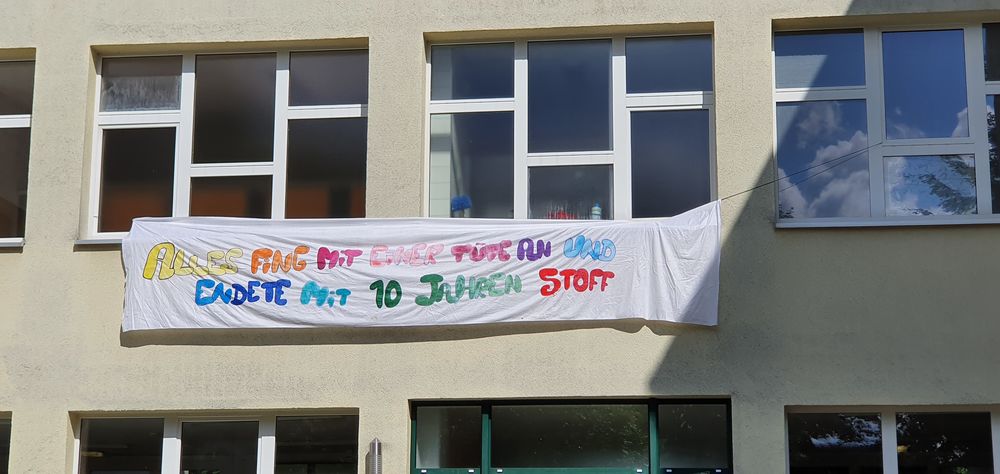 ALLES FiNG MiT EiNER TÜTE AN UND
ENDETE MiT 10 JAHREN STOFF